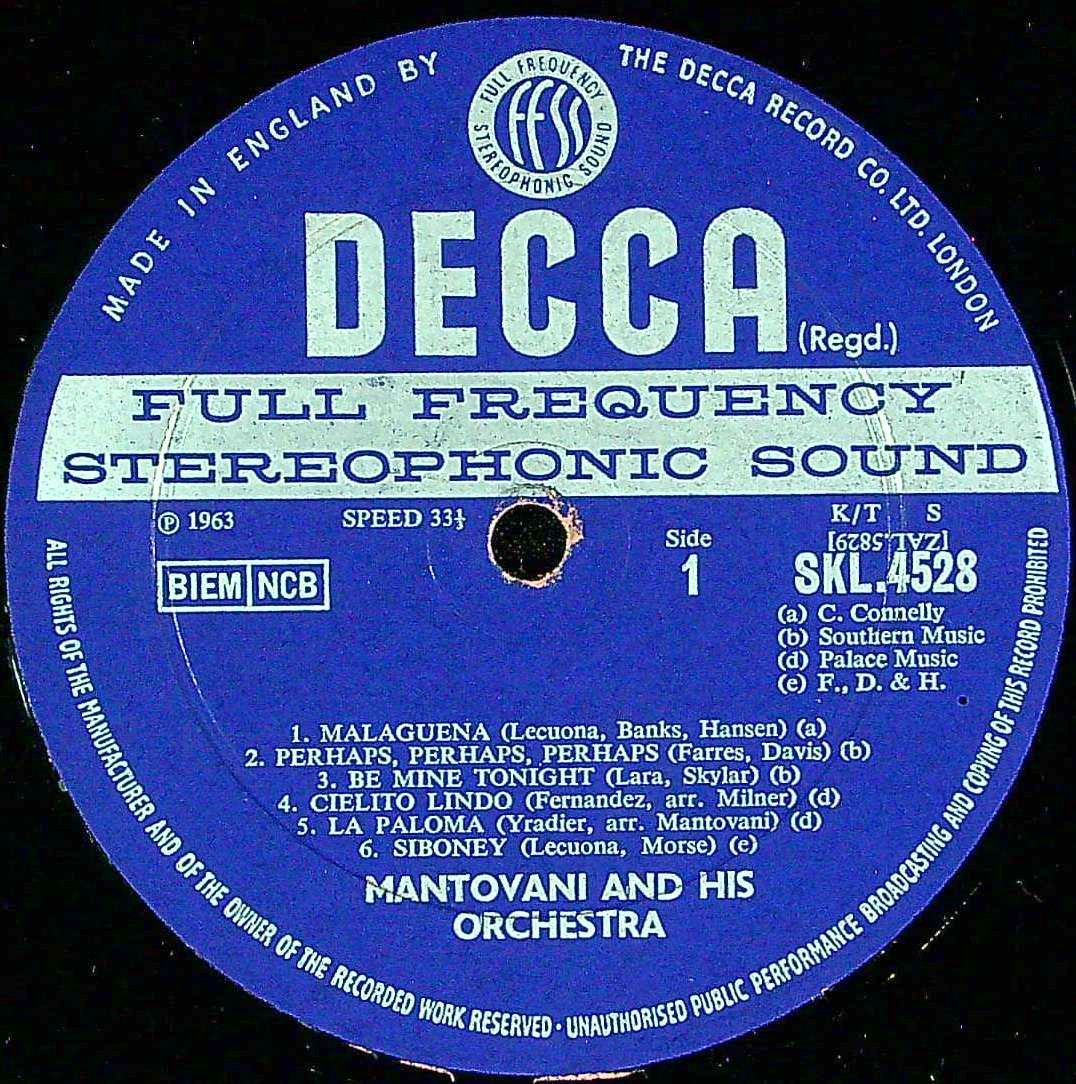 MADE IN ENGLAND BY
THE DECCA RECORD CO. LTD. LONDON
· FULL FREQUENCY ·
STEREOPHONIC SOUND
FFSS
DECCA
(Regd.)
FULL FREQUENCY
STEREOPHONIC SOUND
℗ 1963
SPEED 33⅓
K/T S
[ZAL.5829]
BIEM NCB
Side
1
SKL.4528
(a) C. Connelly
(b) Southern Music
(d) Palace Music
(e) F., D. & H.
1. MALAGUENA (Lecuona, Banks, Hansen) (a)
2. PERHAPS, PERHAPS, PERHAPS (Farres, Davis) (b)
3. BE MINE TONIGHT (Lara, Skylar) (b)
4. CIELITO LINDO (Fernandez, arr. Milner) (d)
5. LA PALOMA (Yradier, arr. Mantovani) (d)
6. SIBONEY (Lecuona, Morse) (e)
MANTOVANI AND HIS
ORCHESTRA
ALL RIGHTS OF THE MANUFACTURER AND OF THE OWNER OF THE RECORDED WORK RESERVED · UNAUTHORISED PUBLIC PERFORMANCE BROADCASTING AND COPYING OF THIS RECORD PROHIBITED